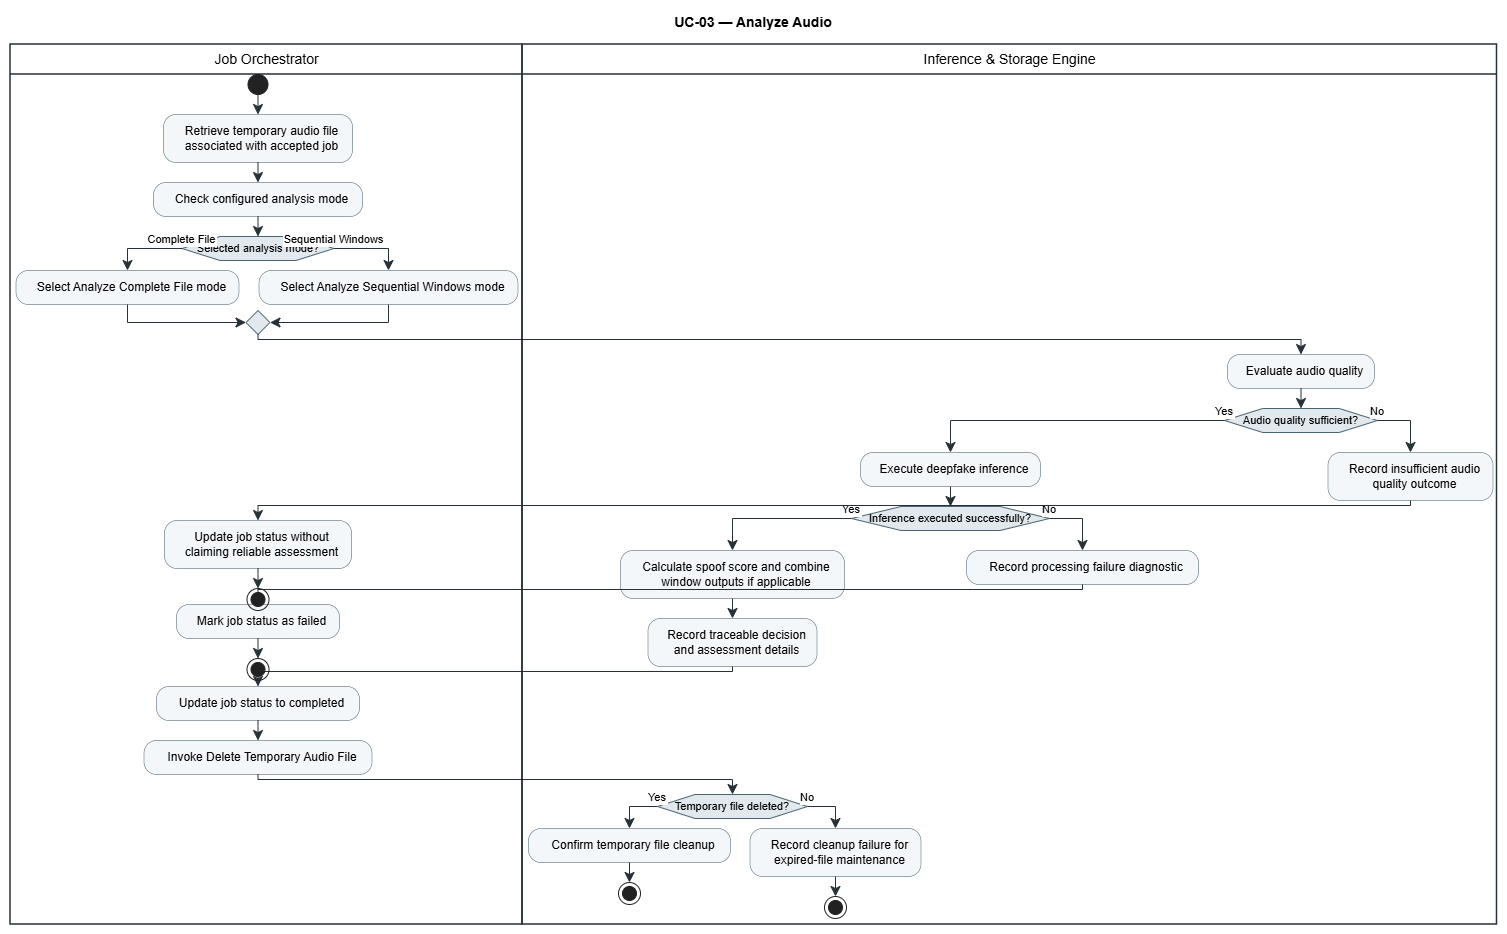 UC-03 — Analyze Audio
Job Orchestrator
Inference & Storage Engine
Retrieve temporary audio file
associated with accepted job
Check configured analysis mode
Complete File
Sequential Windows
Selected analysis mode?
Select Analyze Complete File mode
Select Analyze Sequential Windows mode
Evaluate audio quality
Yes
No
Audio quality sufficient?
Execute deepfake inference
Record insufficient audio
quality outcome
Yes
No
Inference executed successfully?
Update job status without
claiming reliable assessment
Calculate spoof score and combine
window outputs if applicable
Record processing failure diagnostic
Mark job status as failed
Record traceable decision
and assessment details
Update job status to completed
Invoke Delete Temporary Audio File
Yes
No
Temporary file deleted?
Confirm temporary file cleanup
Record cleanup failure for
expired-file maintenance